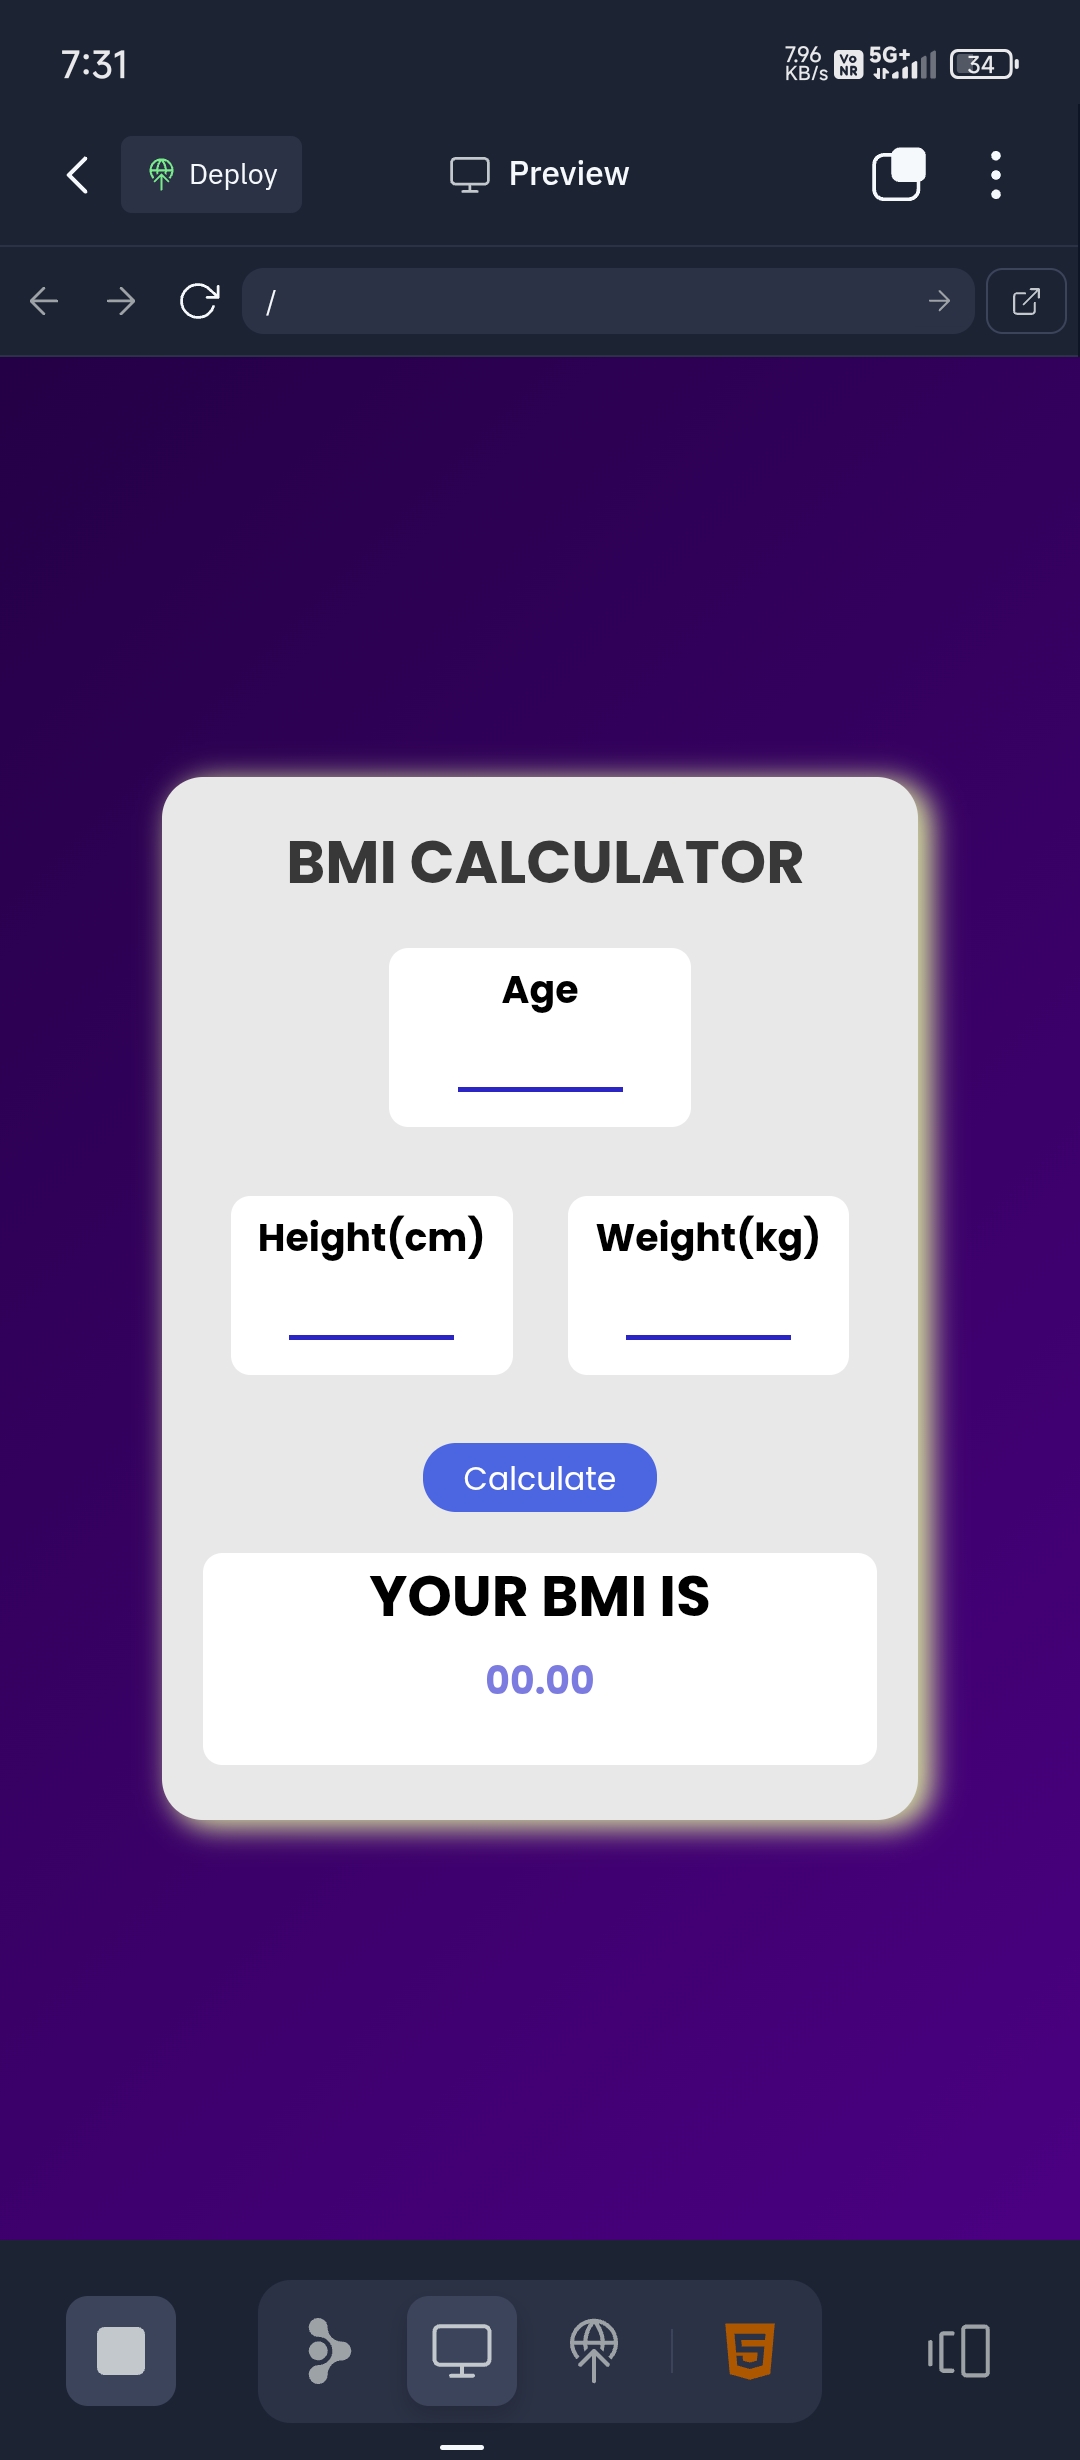 7:31
7.96 KB/s Vo NR 5G+ 34
Deploy
Preview
/
BMI CALCULATOR
Age
Height(cm) Weight(kg)
Calculate
YOUR BMI IS
00.00
5